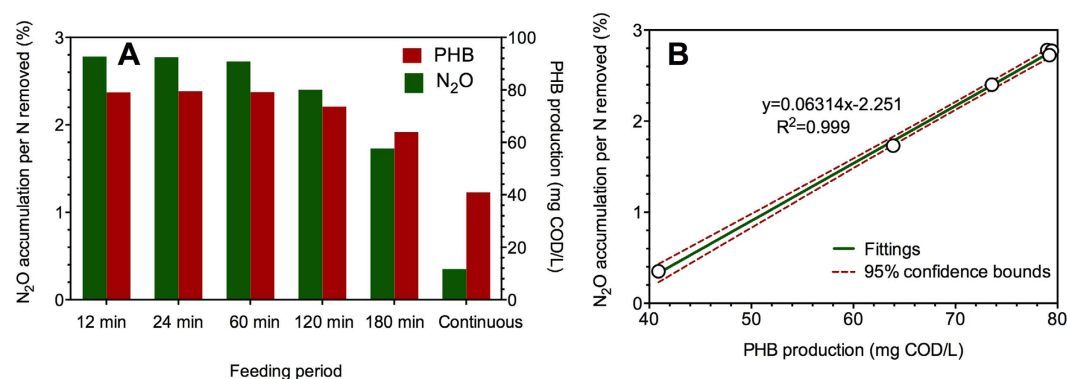 A
N₂O accumulation per N removed (%)
3
2
1
0
PHB
N₂O
100
80
60
40
20
0
PHB production (mg COD/L)
12 min
24 min
60 min
120 min
180 min
Continuous
Feeding period
B
N₂O accumulation per N removed (%)
3
2
1
0
y=0.06314x-2.251
R²=0.999
Fittings
95% confidence bounds
40
50
60
70
80
PHB production (mg COD/L)